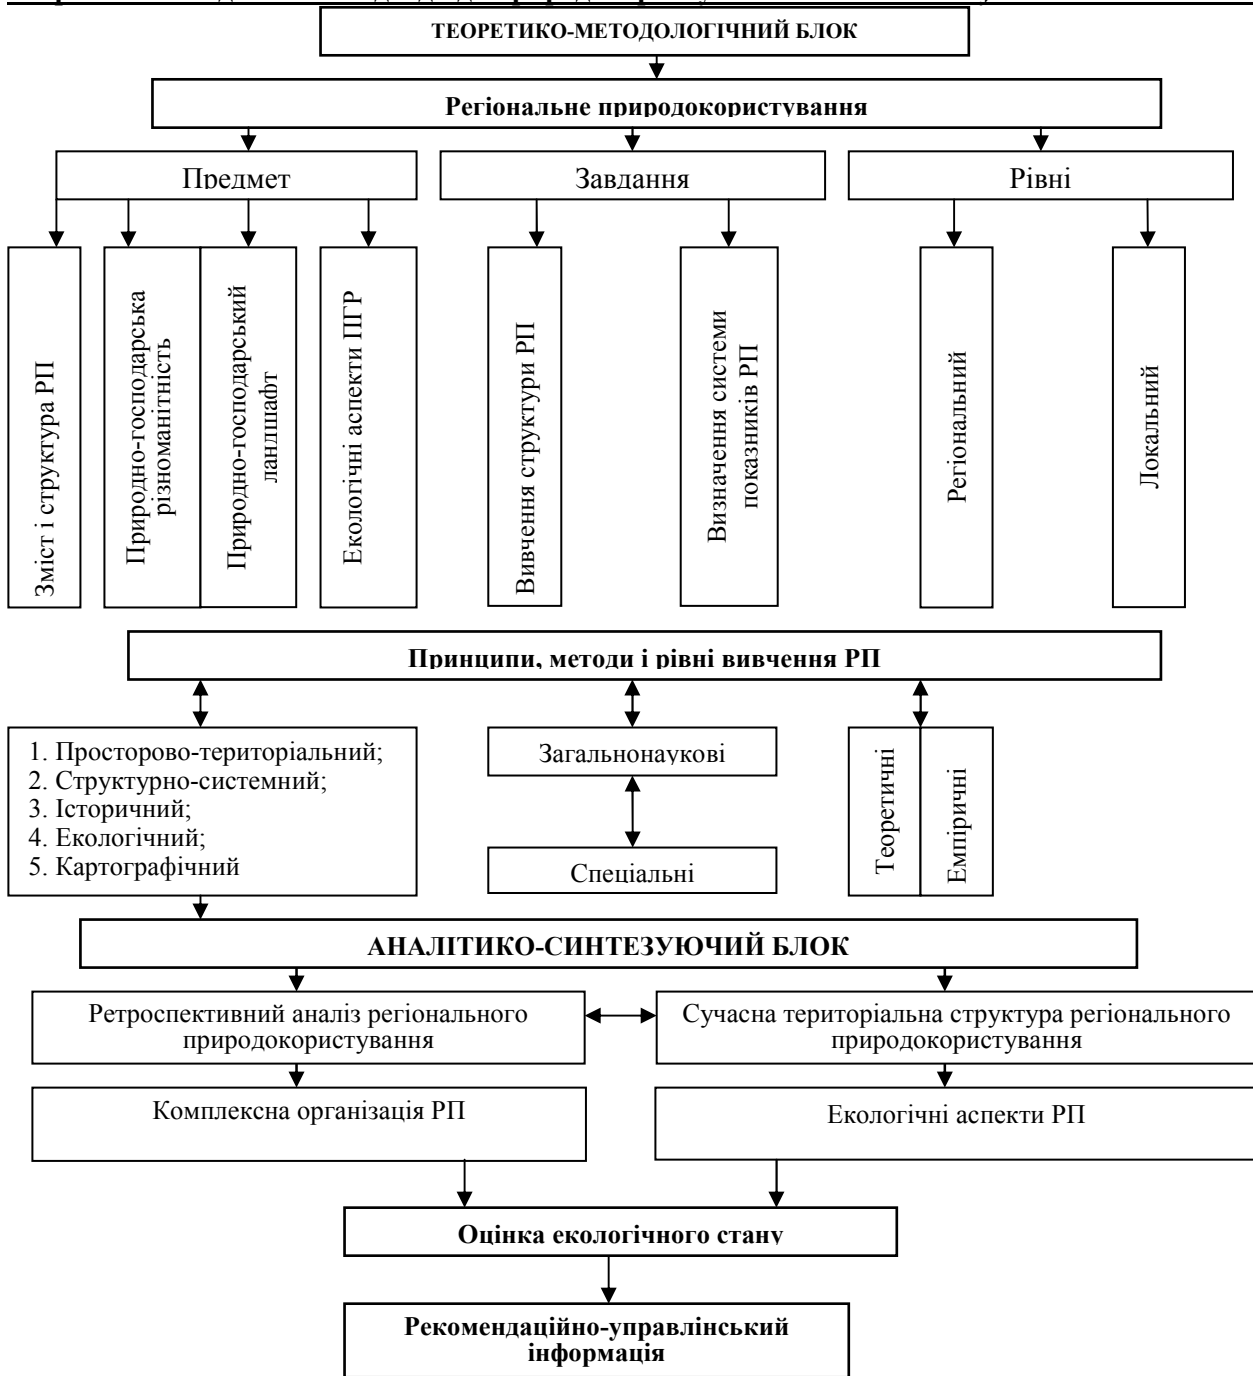 ТЕОРЕТИКО-МЕТОДОЛОГІЧНИЙ БЛОК
Регіональне природокористування
Предмет
Завдання
Рівні
Зміст і структура РП
Природно-господарська
різноманітність
Природно-господарський
ландшафт
Екологічні аспекти ПГР
Вивчення структури РП
Визначення системи
показників РП
Регіональний
Локальний
Принципи, методи і рівні вивчення РП
1. Просторово-територіальний;
2. Структурно-системний;
3. Історичний;
4. Екологічний;
5. Картографічний
Загальнонаукові
Спеціальні
Теоретичні
Емпіричні
АНАЛІТИКО-СИНТЕЗУЮЧИЙ БЛОК
Ретроспективний аналіз регіонального
природокористування
Сучасна територіальна структура регіонального
природокористування
Комплексна організація РП
Екологічні аспекти РП
Оцінка екологічного стану
Рекомендаційно-управлінський
інформація